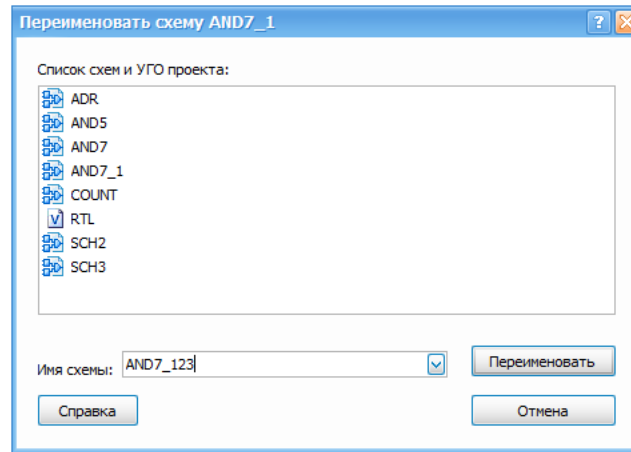 Переименовать схему AND7_1
Список схем и УГО проекта:
ADR
AND5
AND7
AND7_1
COUNT
RTL
SCH2
SCH3
Имя схемы: AND7_123 Переименовать
Справка Отмена